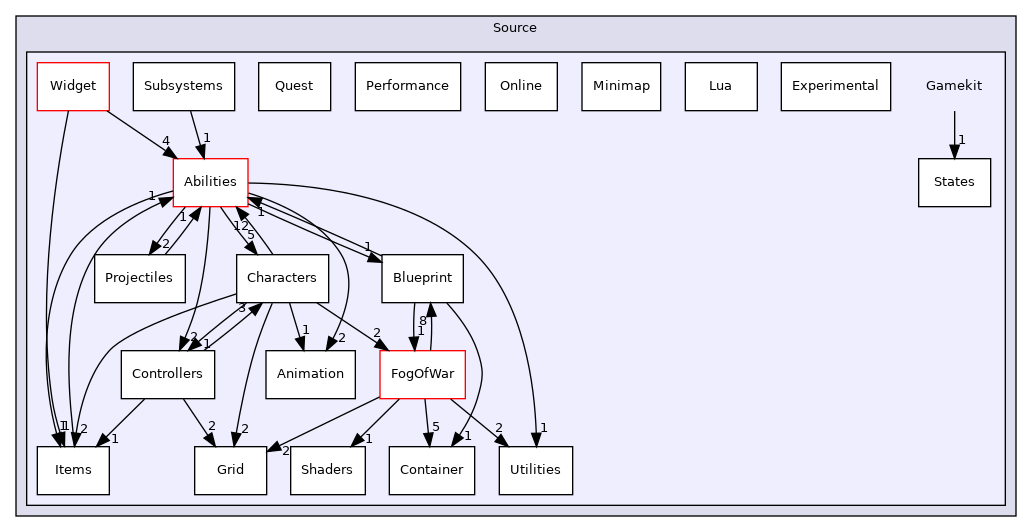 Source
Widget
Subsystems
Quest
Performance
Online
Minimap
Lua
Experimental
Gamekit
4
1
1
Abilities
States
1
1
2
12
5
1
1
Projectiles
Characters
Blueprint
3
2
1
1
2
2
8
1
Controllers
Animation
FogOfWar
1
1
2
1
2
2
2
1
5
1
2
1
Items
Grid
Shaders
Container
Utilities